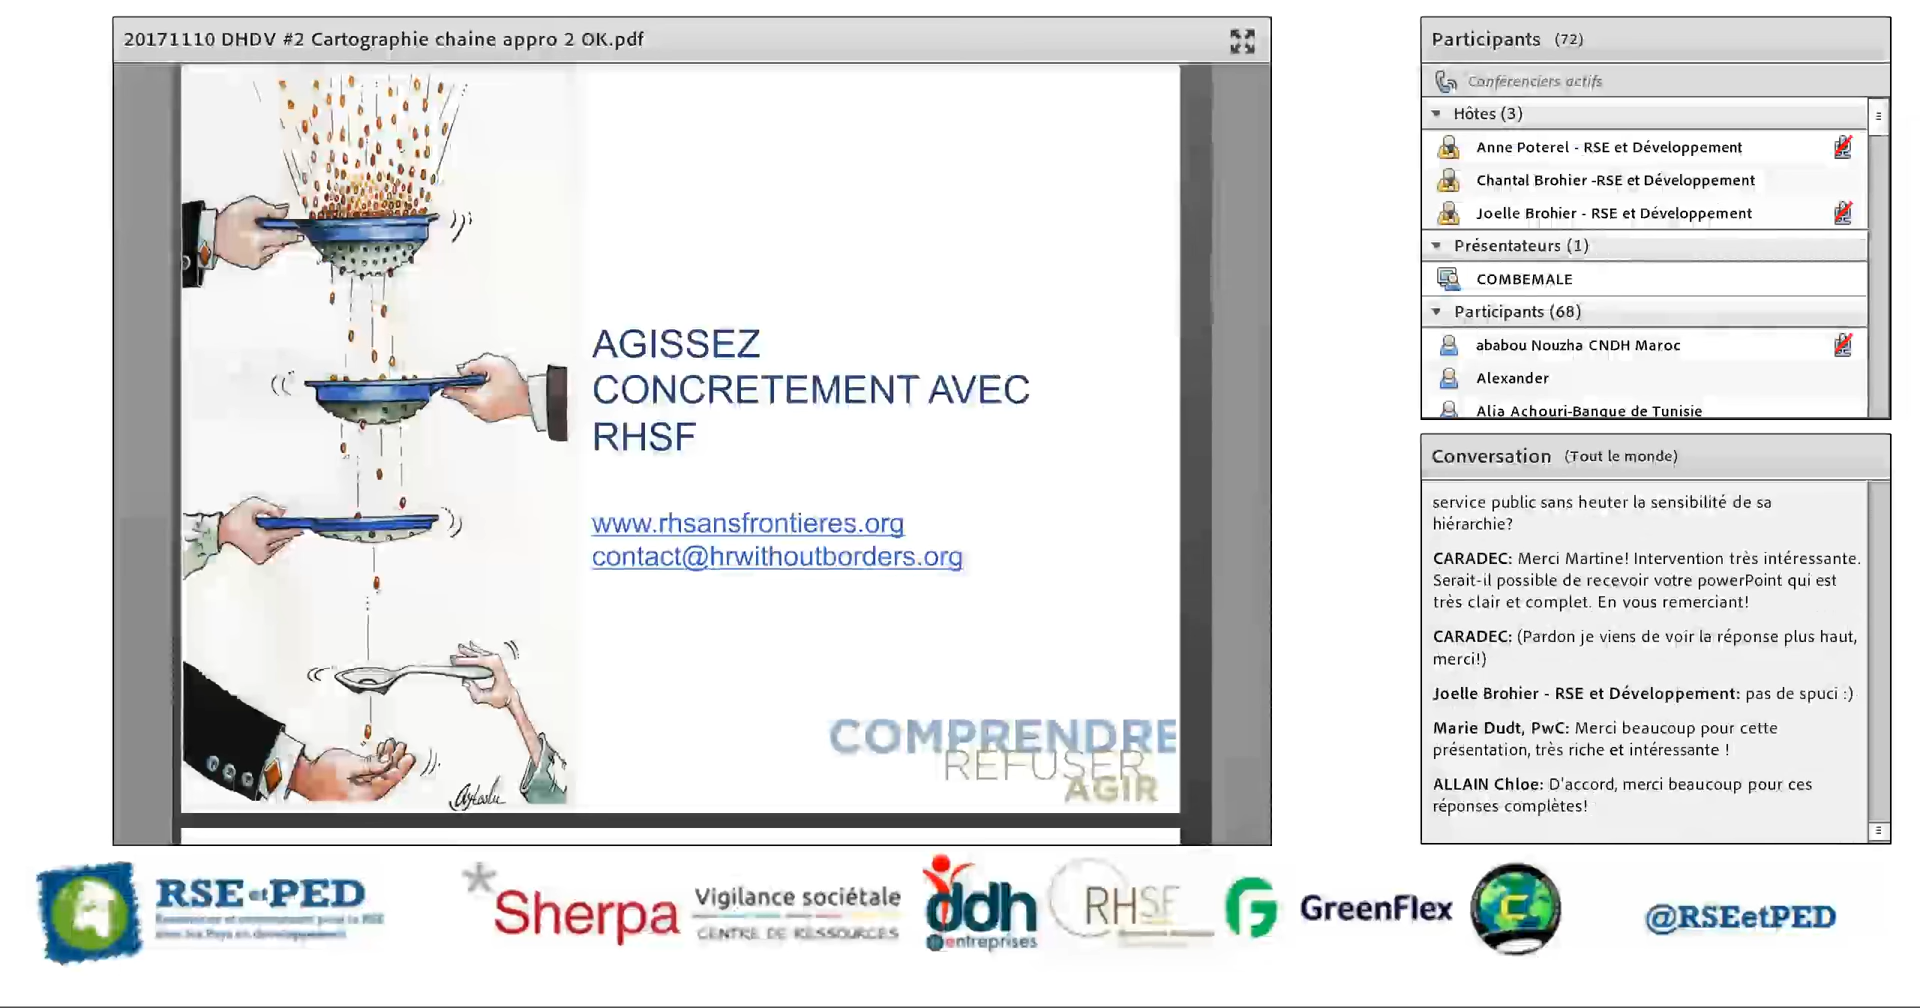 20171110 DHDV #2 Cartographie chaine appro 2 OK.pdf
AGISSEZ
CONCRETEMENT AVEC
RHSF
www.rhsansfrontieres.org
contact@hrwithoutborders.org
COMPRENDRE
REFUSER
AGIR
Participants (72)
Conférenciers actifs
Hôtes (3)
Anne Poterel - RSE et Développement
Chantal Brohier -RSE et Développement
Joelle Brohier - RSE et Développement
Présentateurs (1)
COMBEMALE
Participants (68)
ababou Nouzha CNDH Maroc
Alexander
Alia Achouri-Banque de Tunisie
Conversation (Tout le monde)
service public sans heuter la sensibilité de sa
hiérarchie?
CARADEC: Merci Martine! Intervention très intéressante.
Serait-il possible de recevoir votre powerPoint qui est
très clair et complet. En vous remerciant!
CARADEC: (Pardon je viens de voir la réponse plus haut,
merci!)
Joelle Brohier - RSE et Développement: pas de spuci :)
Marie Dudt, PwC: Merci beaucoup pour cette
présentation, très riche et intéressante !
ALLAIN Chloe: D'accord, merci beaucoup pour ces
réponses complètes!
RSE et PED
Sherpa
Vigilance sociétale
CENTRE DE RESSOURCES
ddh
entreprises
RHSF
GreenFlex
@RSEetPED